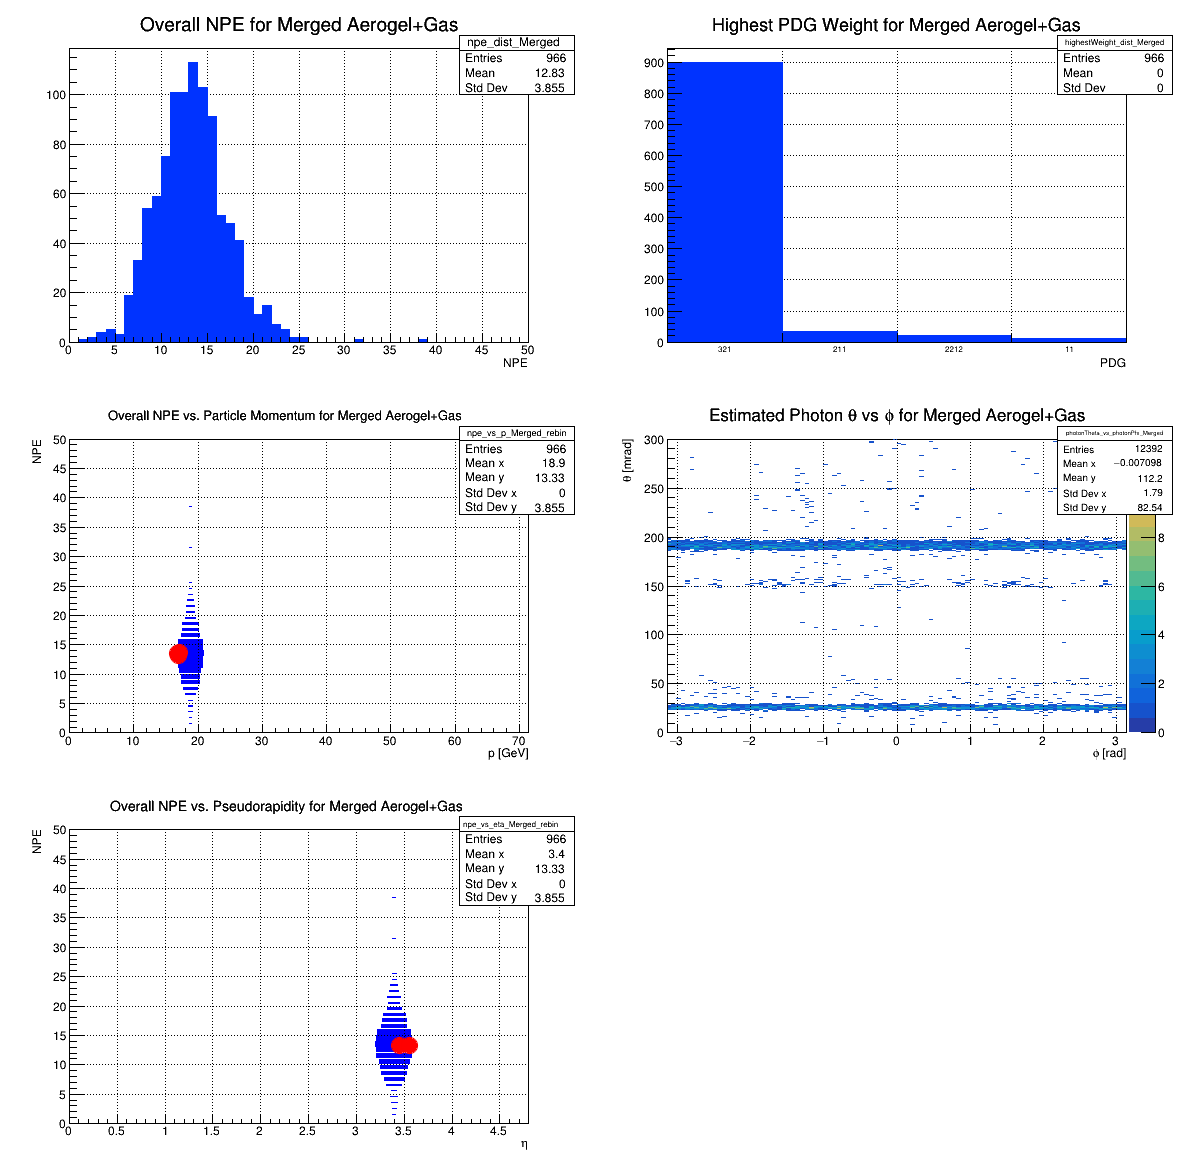 Overall NPE for Merged Aerogel+Gas
npe_dist_Merged
Entries 966
Mean 12.83
Std Dev 3.855
100
80
60
40
20
0
0 5 10 15 20 25 30 35 40 45 50
NPE
Highest PDG Weight for Merged Aerogel+Gas
highestWeight_dist_Merged
Entries 966
Mean 0
Std Dev 0
900
800
700
600
500
400
300
200
100
0
321 211 2212 11
PDG
Overall NPE vs. Particle Momentum for Merged Aerogel+Gas
NPE
npe_vs_p_Merged_rebin
Entries 966
Mean x 18.9
Mean y 13.33
Std Dev x 0
Std Dev y 3.855
50
45
40
35
30
25
20
15
10
5
0
0 10 20 30 40 50 60 70
p [GeV]
Estimated Photon θ vs ϕ for Merged Aerogel+Gas
θ [mrad]
photonTheta_vs_photonPhi_Merged
Entries 12392
Mean x −0.007098
Mean y 112.2
Std Dev x 1.79
Std Dev y 82.54
300
250
200
150
100
50
0
−3 −2 −1 0 1 2 3
ϕ [rad]
8
6
4
2
0
Overall NPE vs. Pseudorapidity for Merged Aerogel+Gas
NPE
npe_vs_eta_Merged_rebin
Entries 966
Mean x 3.4
Mean y 13.33
Std Dev x 0
Std Dev y 3.855
50
45
40
35
30
25
20
15
10
5
0
0 0.5 1 1.5 2 2.5 3 3.5 4 4.5
η